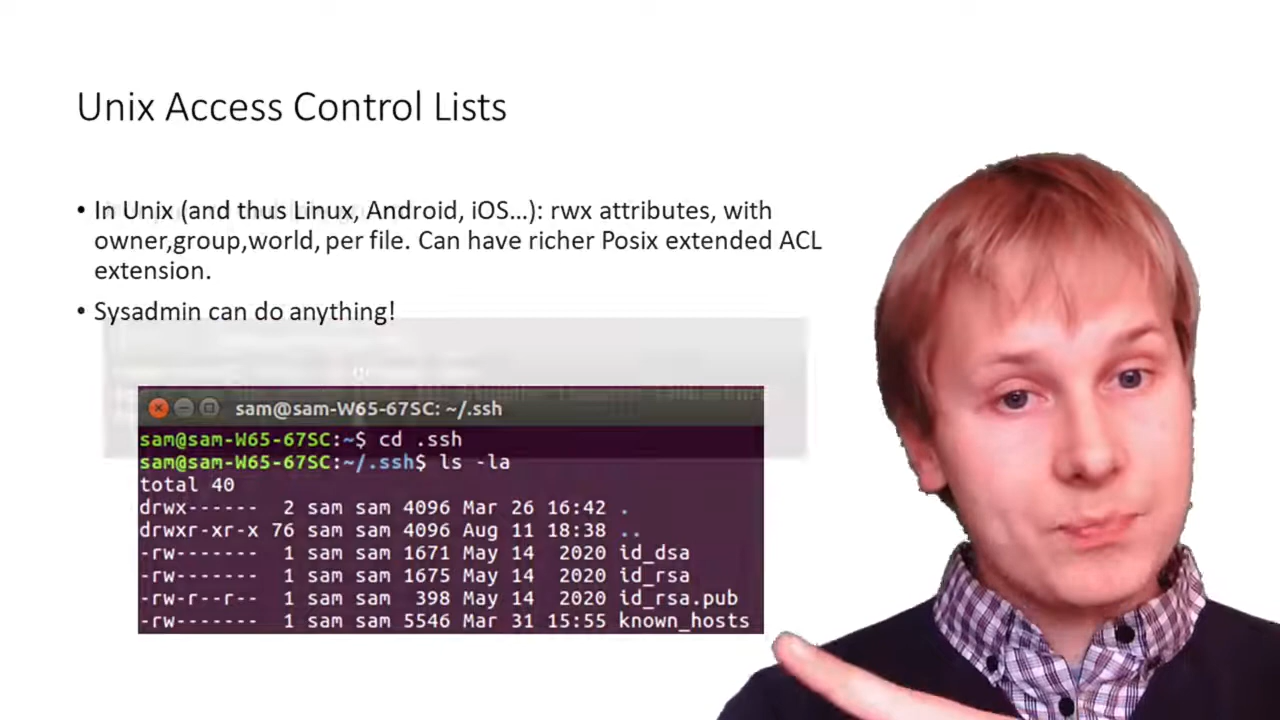 Unix Access Control Lists
• In Unix (and thus Linux, Android, iOS...): rwx attributes, with
owner,group,world, per file. Can have richer Posix extended ACL
extension.
• Sysadmin can do anything!
sam@sam-W65-67SC: ~/.ssh
sam@sam-W65-67SC:~$ cd .ssh
sam@sam-W65-67SC:~/.ssh$ ls -la
total 40
drwx------ 2 sam sam 4096 Mar 26 16:42 .
drwxr-xr-x 76 sam sam 4096 Aug 11 18:38 ..
-rw------- 1 sam sam 1671 May 14 2020 id_dsa
-rw------- 1 sam sam 1675 May 14 2020 id_rsa
-rw-r--r-- 1 sam sam 398 May 14 2020 id_rsa.pub
-rw------- 1 sam sam 5546 Mar 31 15:55 known_hosts